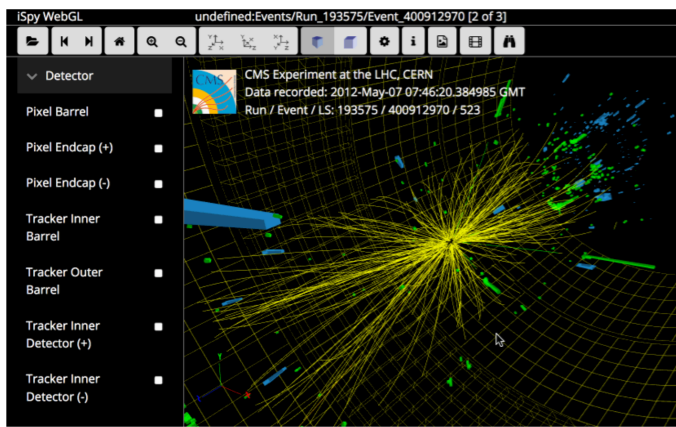 iSpy WebGL
undefined:Events/Run_193575/Event_400912970 [2 of 3]
Detector
CMS
CMS Experiment at the LHC, CERN
Data recorded: 2012-May-07 07:46:20.384985 GMT
Run / Event / LS: 193575 / 400912970 / 523
Pixel Barrel
Pixel Endcap (+)
Pixel Endcap (-)
Tracker Inner
Barrel
Tracker Outer
Barrel
Tracker Inner
Detector (+)
Tracker Inner
Detector (-)